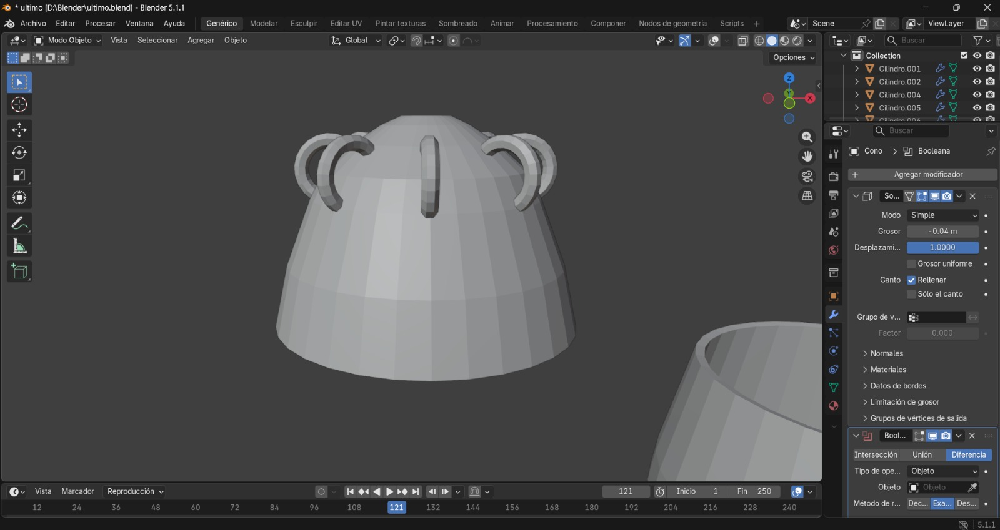 * ultimo [D:\Blender\ultimo.blend] - Blender 5.1.1
Archivo Editar Procesar Ventana Ayuda Genérico Modelar Esculpir Editar UV Pintar texturas Sombreado Animar Procesamiento Componer Nodos de geometría Scripts + Scene ViewLayer
Modo Objeto Vista Seleccionar Agregar Objeto Global
Opciones
Z
X
Buscar
Collection
Cilindro.001
Cilindro.002
Cilindro.004
Cilindro.005
Cilindro.006
Buscar
Cono > Booleana
+ Agregar modificador
So...
Modo Simple
Grosor -0.04 m
Desplazami... 1.0000
Grosor uniforme
Canto Rellenar
Sólo el canto
Grupo de v...
Factor 0.000
Normales
Materiales
Datos de bordes
Limitación de grosor
Grupos de vértices de salida
Bool...
Intersección Unión Diferencia
Tipo de ope... Objeto
Objeto Objeto
Método de r... Dec... Exa... Des...
Vista Marcador Reproducción 121 Inicio 1 Fin 250
12 24 36 48 60 72 84 96 108 121 132 144 156 168 180 192 204 216 228 240
5.1.1